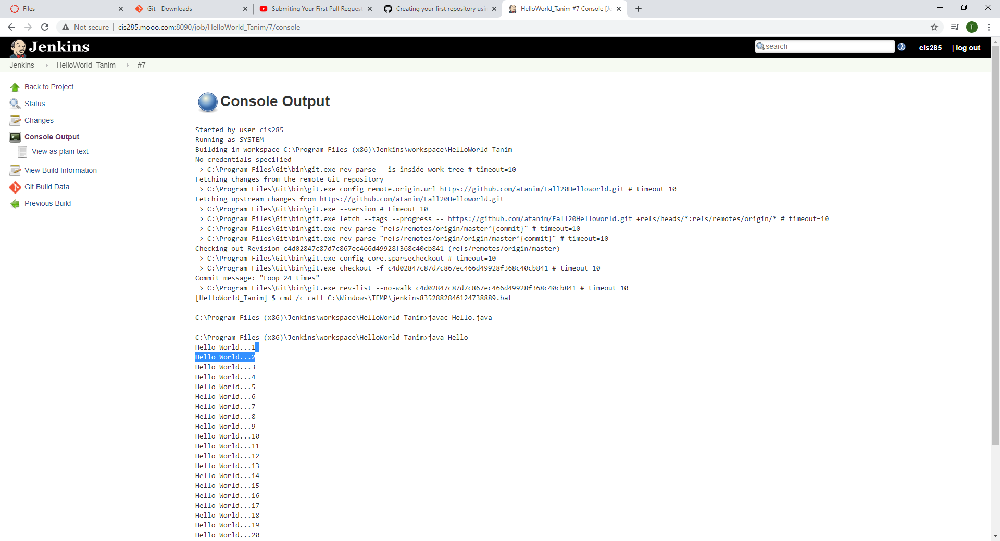 Files
Git - Downloads
Submiting Your First Pull Request
Creating your first repository usin
HelloWorld_Tanim #7 Console [Je
Not secure
cis285.mooo.com:8090/job/HelloWorld_Tanim/7/console
T
Jenkins
search
?
cis285
| log out
Jenkins
HelloWorld_Tanim
#7
Back to Project
Status
Changes
Console Output
View as plain text
View Build Information
Git Build Data
Previous Build
Console Output
Started by user cis285
Running as SYSTEM
Building in workspace C:\Program Files (x86)\Jenkins\workspace\HelloWorld_Tanim
No credentials specified
> C:\Program Files\Git\bin\git.exe rev-parse --is-inside-work-tree # timeout=10
Fetching changes from the remote Git repository
> C:\Program Files\Git\bin\git.exe config remote.origin.url https://github.com/atanim/Fall20Helloworld.git # timeout=10
Fetching upstream changes from https://github.com/atanim/Fall20Helloworld.git
> C:\Program Files\Git\bin\git.exe --version # timeout=10
> C:\Program Files\Git\bin\git.exe fetch --tags --progress -- https://github.com/atanim/Fall20Helloworld.git +refs/heads/*:refs/remotes/origin/* # timeout=10
> C:\Program Files\Git\bin\git.exe rev-parse "refs/remotes/origin/master^{commit}" # timeout=10
> C:\Program Files\Git\bin\git.exe rev-parse "refs/remotes/origin/origin/master^{commit}" # timeout=10
Checking out Revision c4d02847c87d7c867ec466d49928f368c40cb841 (refs/remotes/origin/master)
> C:\Program Files\Git\bin\git.exe config core.sparsecheckout # timeout=10
> C:\Program Files\Git\bin\git.exe checkout -f c4d02847c87d7c867ec466d49928f368c40cb841 # timeout=10
Commit message: "Loop 24 times"
> C:\Program Files\Git\bin\git.exe rev-list --no-walk c4d02847c87d7c867ec466d49928f368c40cb841 # timeout=10
[HelloWorld_Tanim] $ cmd /c call C:\Windows\TEMP\jenkins8352882846124738889.bat
C:\Program Files (x86)\Jenkins\workspace\HelloWorld_Tanim>javac Hello.java
C:\Program Files (x86)\Jenkins\workspace\HelloWorld_Tanim>java Hello
Hello World...1
Hello World...2
Hello World...3
Hello World...4
Hello World...5
Hello World...6
Hello World...7
Hello World...8
Hello World...9
Hello World...10
Hello World...11
Hello World...12
Hello World...13
Hello World...14
Hello World...15
Hello World...16
Hello World...17
Hello World...18
Hello World...19
Hello World...20